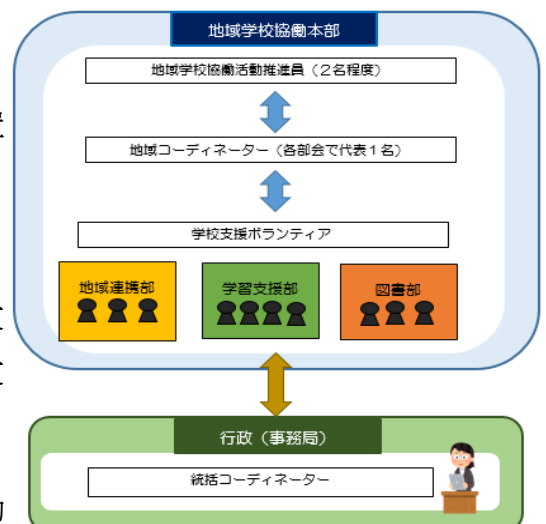 地域学校協働本部
地域学校協働活動推進員（２名程度）
地域コーディネーター（各部会で代表１名）
学校支援ボランティア
地域連携部 学習支援部 図書部
行政（事務局）
統括コーディネーター